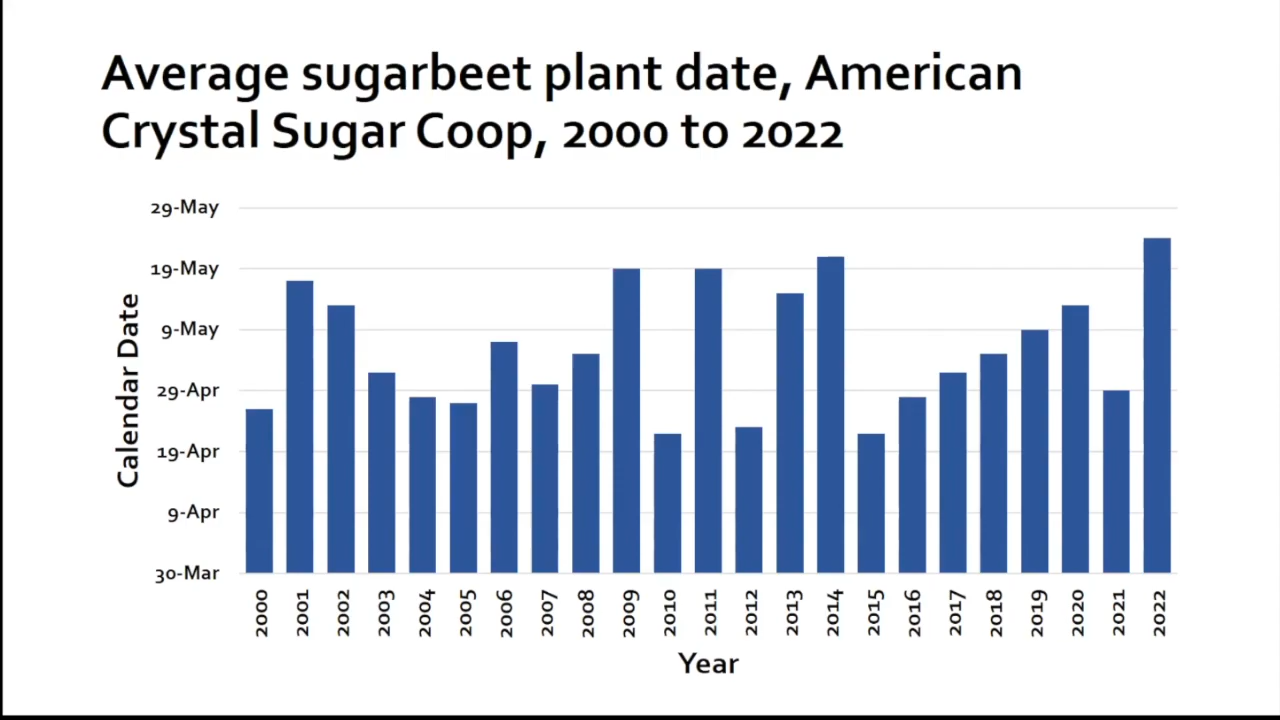 Average sugarbeet plant date, American
Crystal Sugar Coop, 2000 to 2022
29-May
19-May
9-May
29-Apr
19-Apr
9-Apr
30-Mar
Calendar Date
2000
2001
2002
2003
2004
2005
2006
2007
2008
2009
2010
2011
2012
2013
2014
2015
2016
2017
2018
2019
2020
2021
2022
Year